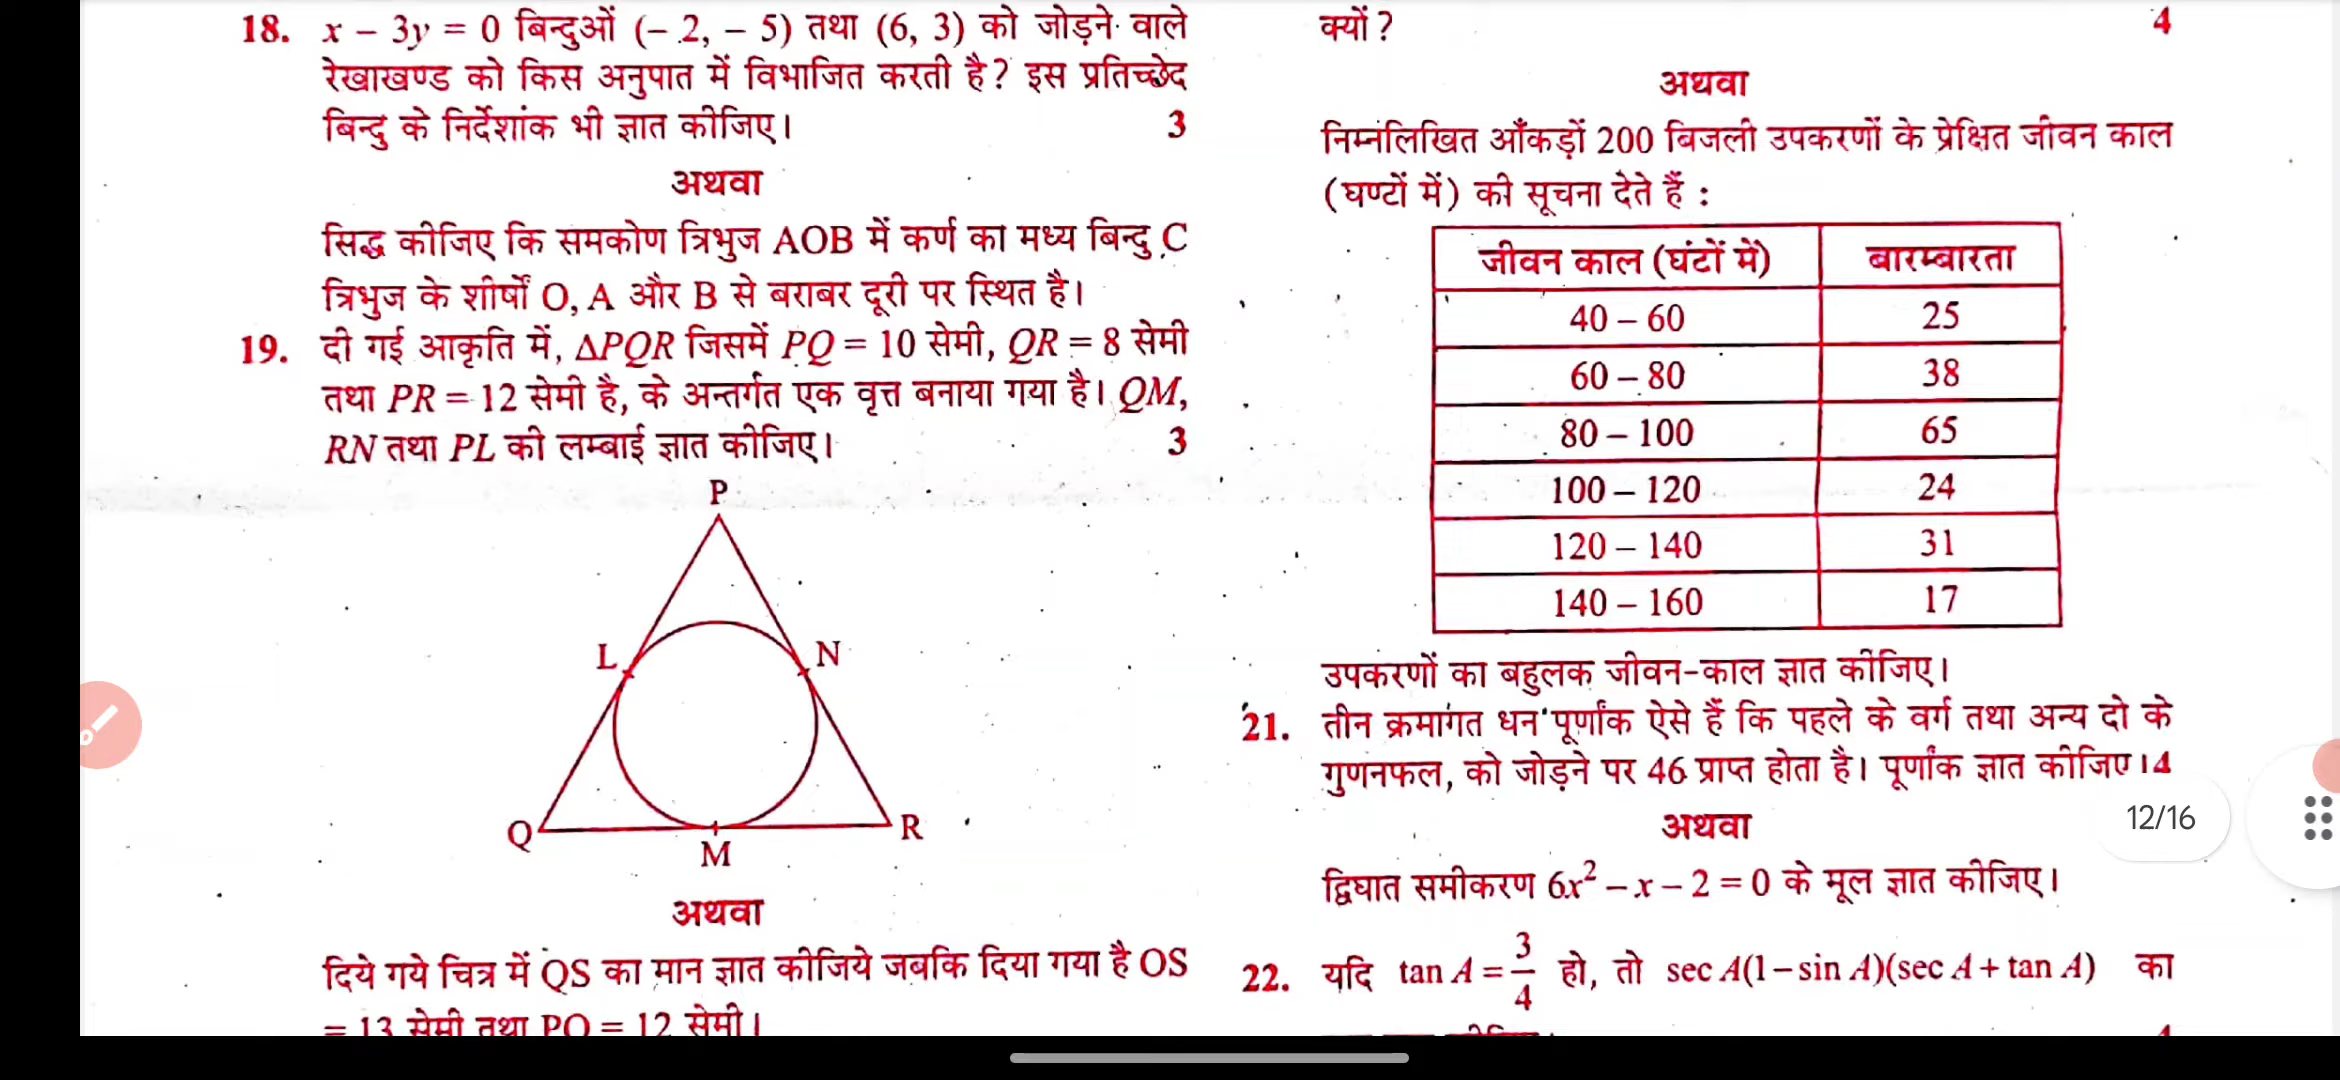 18. x – 3y = 0 बिन्दुओं (– 2, – 5) तथा (6, 3) को जोड़ने वाले
रेखाखण्ड को किस अनुपात में विभाजित करती है? इस प्रतिच्छेद
बिन्दु के निर्देशांक भी ज्ञात कीजिए। 3
अथवा
सिद्ध कीजिए कि समकोण त्रिभुज AOB में कर्ण का मध्य बिन्दु C
त्रिभुज के शीर्षों O, A और B से बराबर दूरी पर स्थित है।
19. दी गई आकृति में, ΔPQR जिसमें PQ = 10 सेमी, QR = 8 सेमी
तथा PR = 12 सेमी है, के अन्तर्गत एक वृत्त बनाया गया है। QM,
RN तथा PL की लम्बाई ज्ञात कीजिए। 3
P
L N
Q R
M
अथवा
दिये गये चित्र में QS का मान ज्ञात कीजिये जबकि दिया गया है OS
= 13 सेमी तथा PQ = 12 सेमी।
क्यों? 4
अथवा
निम्नलिखित आँकड़ों 200 बिजली उपकरणों के प्रेक्षित जीवन काल
(घण्टों में) की सूचना देते हैं :
जीवन काल (घंटों में) बारम्बारता
40 – 60 25
60 – 80 38
80 – 100 65
100 – 120 24
120 – 140 31
140 – 160 17
उपकरणों का बहुलक जीवन-काल ज्ञात कीजिए।
21. तीन क्रमागत धन पूर्णांक ऐसे हैं कि पहले के वर्ग तथा अन्य दो के
गुणनफल, को जोड़ने पर 46 प्राप्त होता है। पूर्णांक ज्ञात कीजिए।4
12/16
अथवा
द्विघात समीकरण 6x² – x – 2 = 0 के मूल ज्ञात कीजिए।
22. यदि tan A = 3/4 हो, तो sec A(1 – sin A)(sec A + tan A) का